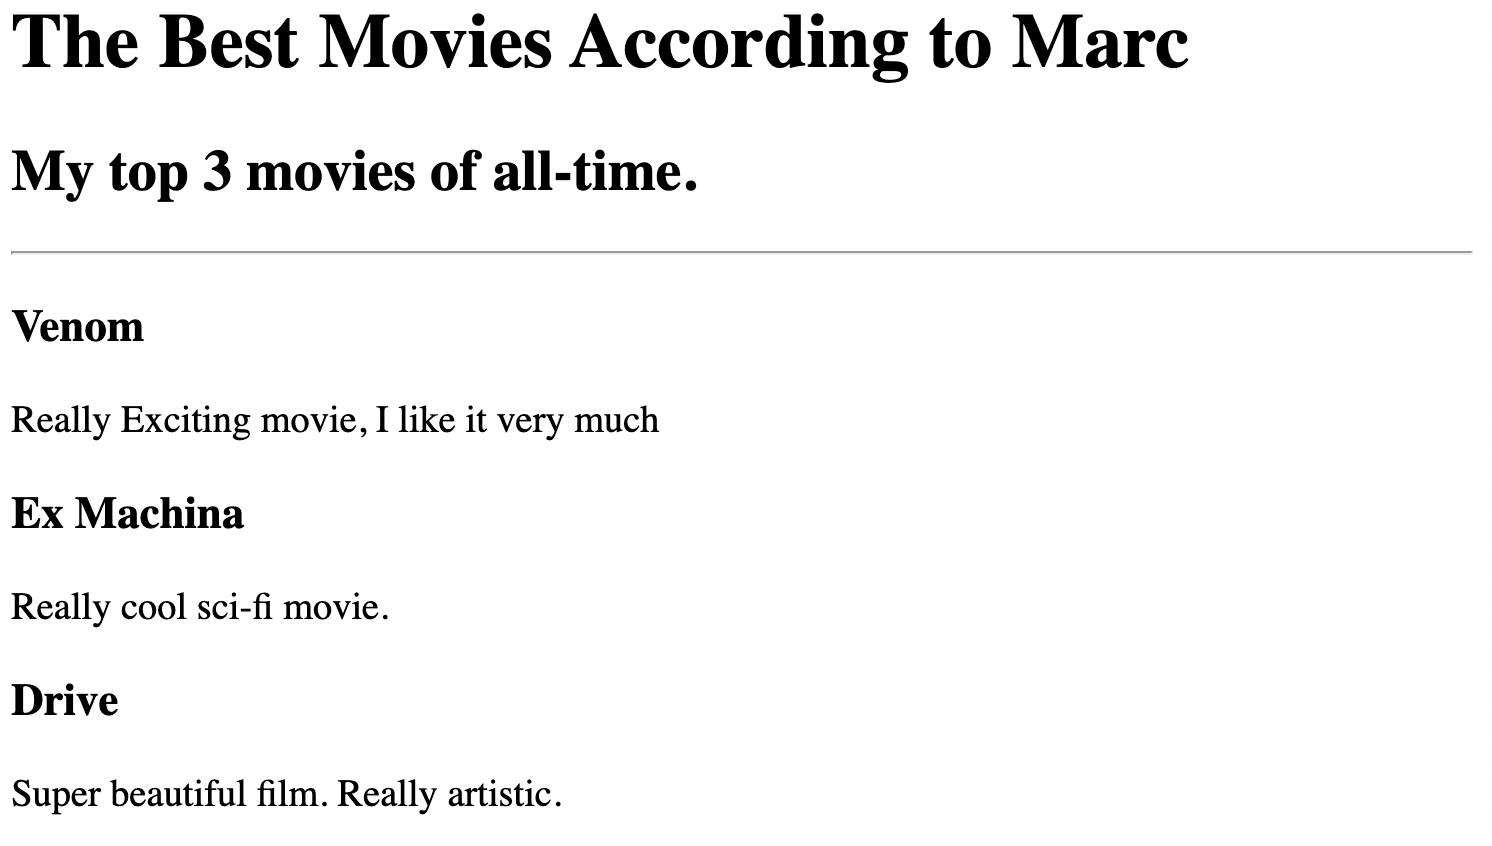 The Best Movies According to Marc
My top 3 movies of all-time.
Venom
Really Exciting movie, I like it very much
Ex Machina
Really cool sci-fi movie.
Drive
Super beautiful film. Really artistic.